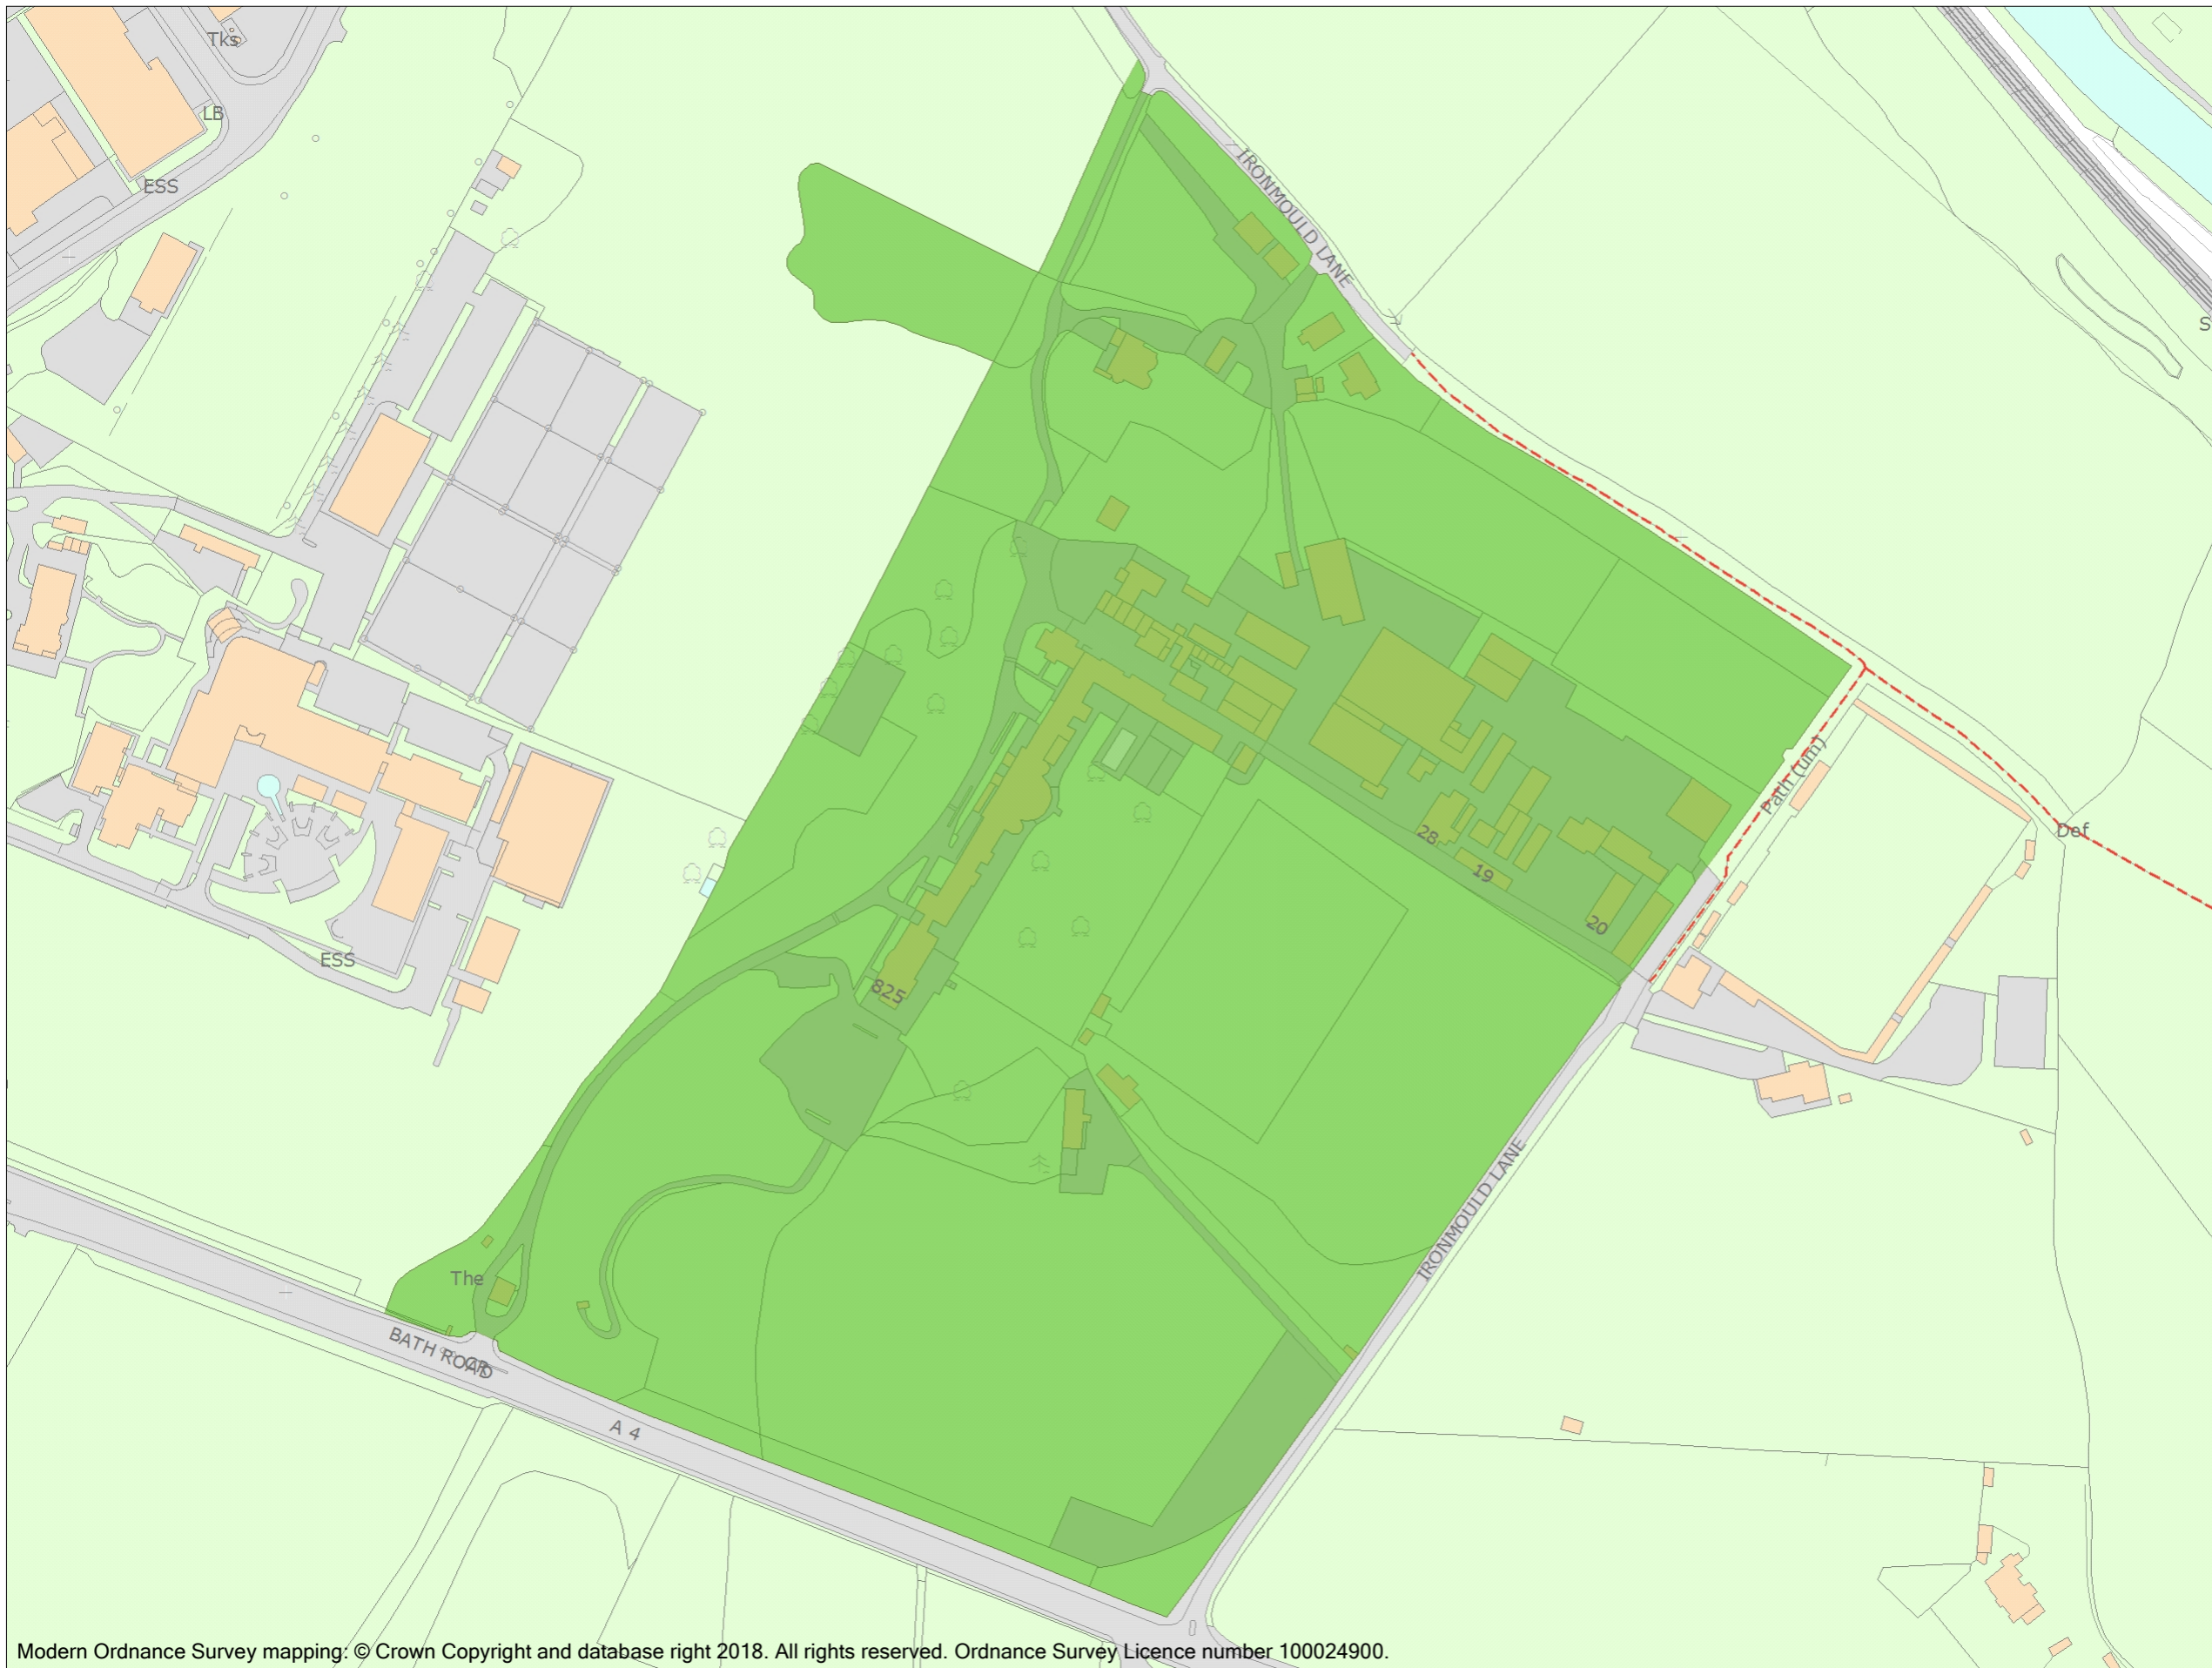 Tks
LB
ESS
IRONMOULD LANE
Path (um)
Def
28
19
20
825
ESS
IRONMOULD LANE
The
BATH ROAD
GP
A 4
Modern Ordnance Survey mapping: © Crown Copyright and database right 2018. All rights reserved. Ordnance Survey Licence number 100024900.